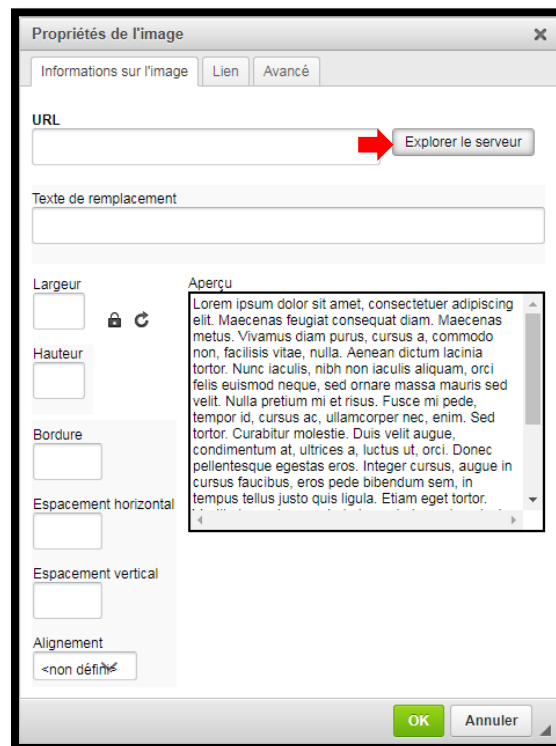 Propriétés de l'image
Informations sur l'image
Lien
Avancé
URL
Explorer le serveur
Texte de remplacement
Largeur
Hauteur
Bordure
Espacement horizontal
Espacement vertical
Alignement
<non défini>
Aperçu
Lorem ipsum dolor sit amet, consectetuer adipiscing
elit. Maecenas feugiat consequat diam. Maecenas
metus. Vivamus diam purus, cursus a, commodo
non, facilisis vitae, nulla. Aenean dictum lacinia
tortor. Nunc iaculis, nibh non iaculis aliquam, orci
felis euismod neque, sed ornare massa mauris sed
velit. Nulla pretium mi et risus. Fusce mi pede,
tempor id, cursus ac, ullamcorper nec, enim. Sed
tortor. Curabitur molestie. Duis velit augue,
condimentum at, ultrices a, luctus ut, orci. Donec
pellentesque egestas eros. Integer cursus, augue in
cursus faucibus, eros pede bibendum sem, in
tempus tellus justo quis ligula. Etiam eget tortor.
OK
Annuler